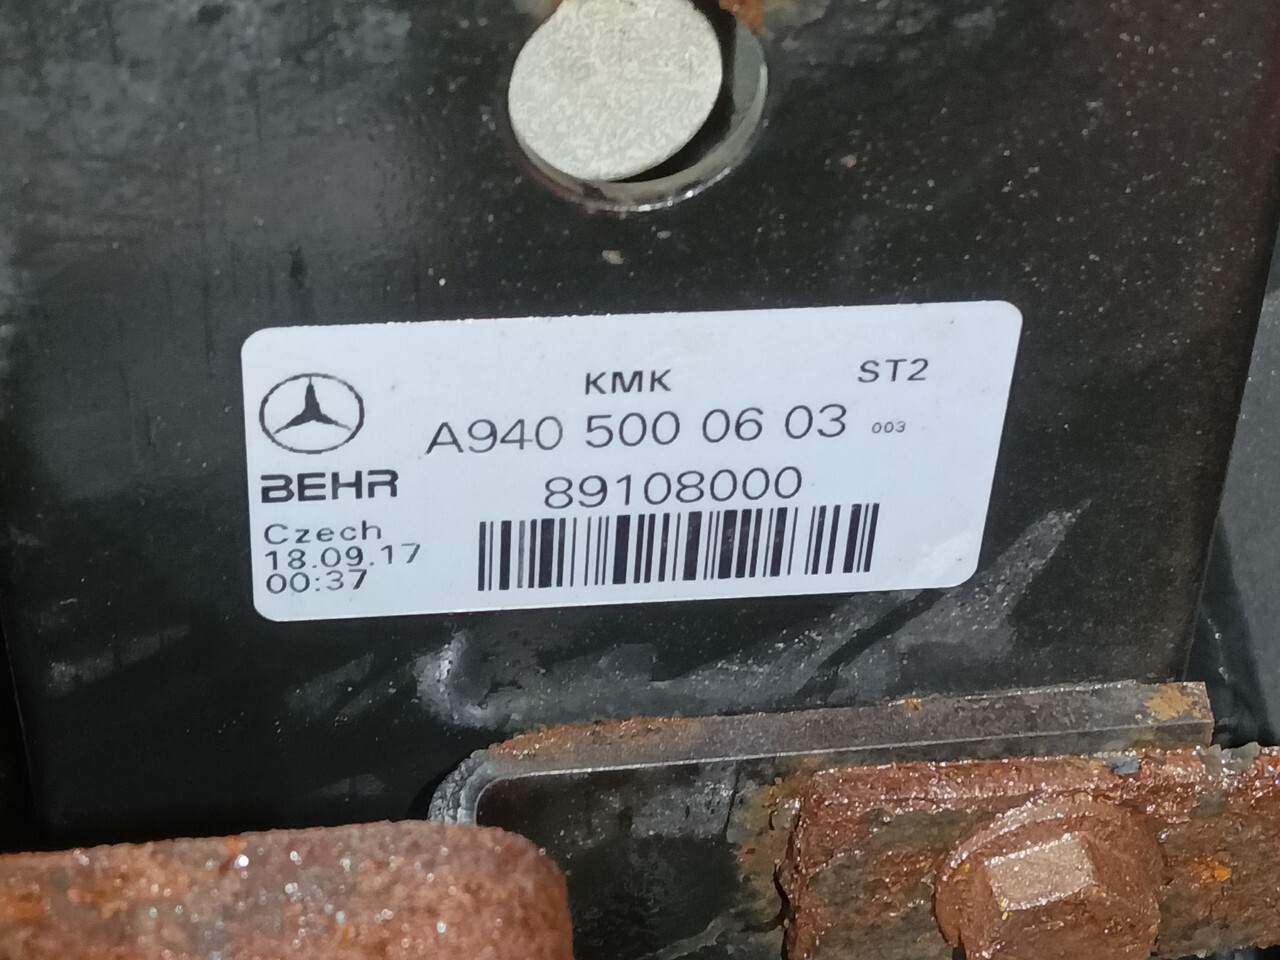 KMK ST2
A940 500 06 03 003
BEHR
89108000
Czech
18.09.17
00:37